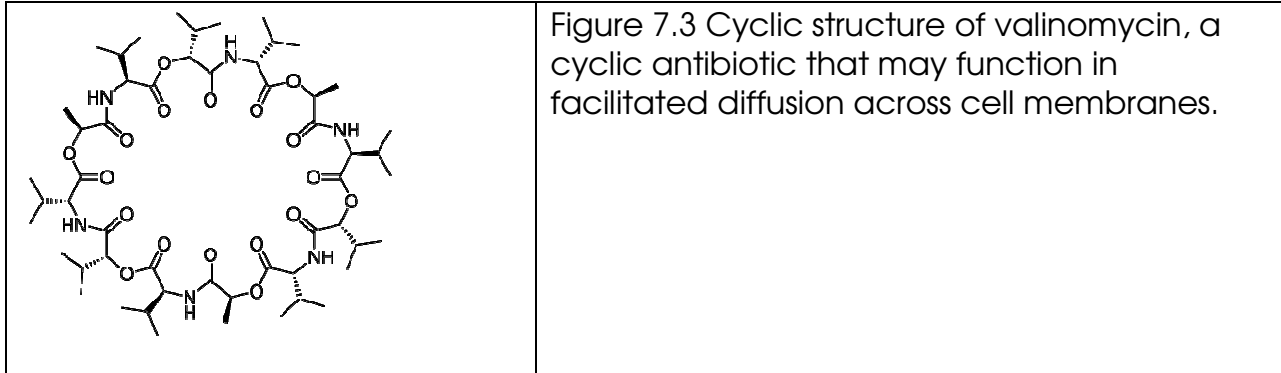 Figure 7.3 Cyclic structure of valinomycin, a
cyclic antibiotic that may function in
facilitated diffusion across cell membranes.
H
N
O
O
O
O
O
HN
O
O
NH
O
O
O
O
HN
O
O
O
O
NH
O
O
O
O
N
H
O